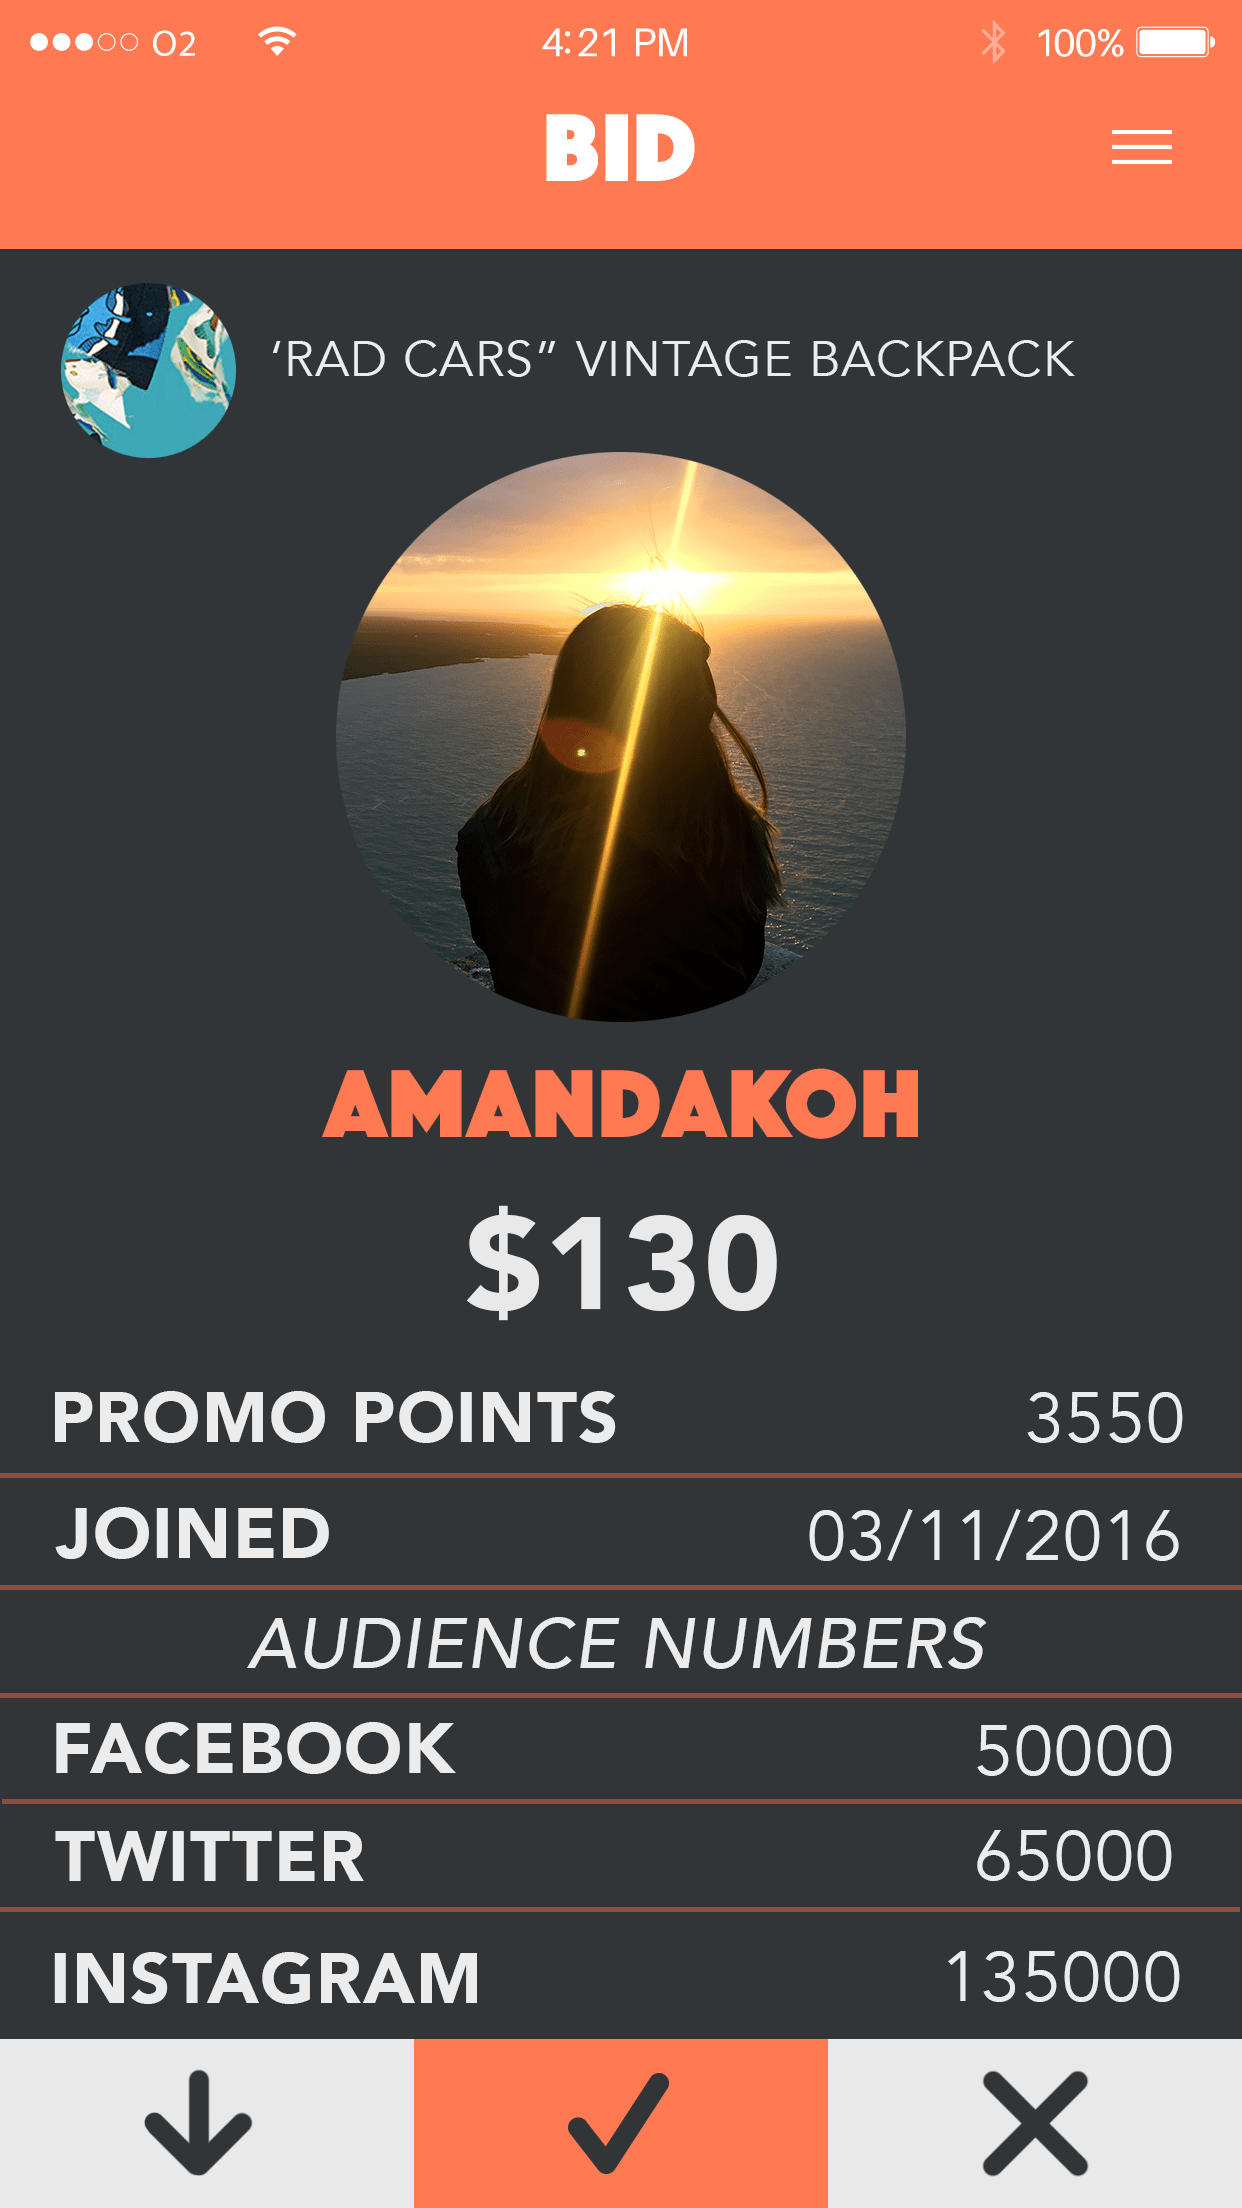 O2 4:21 PM 100%
BID
‘RAD CARS” VINTAGE BACKPACK
AMANDAKOH
$130
PROMO POINTS 3550
JOINED 03/11/2016
AUDIENCE NUMBERS
FACEBOOK 50000
TWITTER 65000
INSTAGRAM 135000